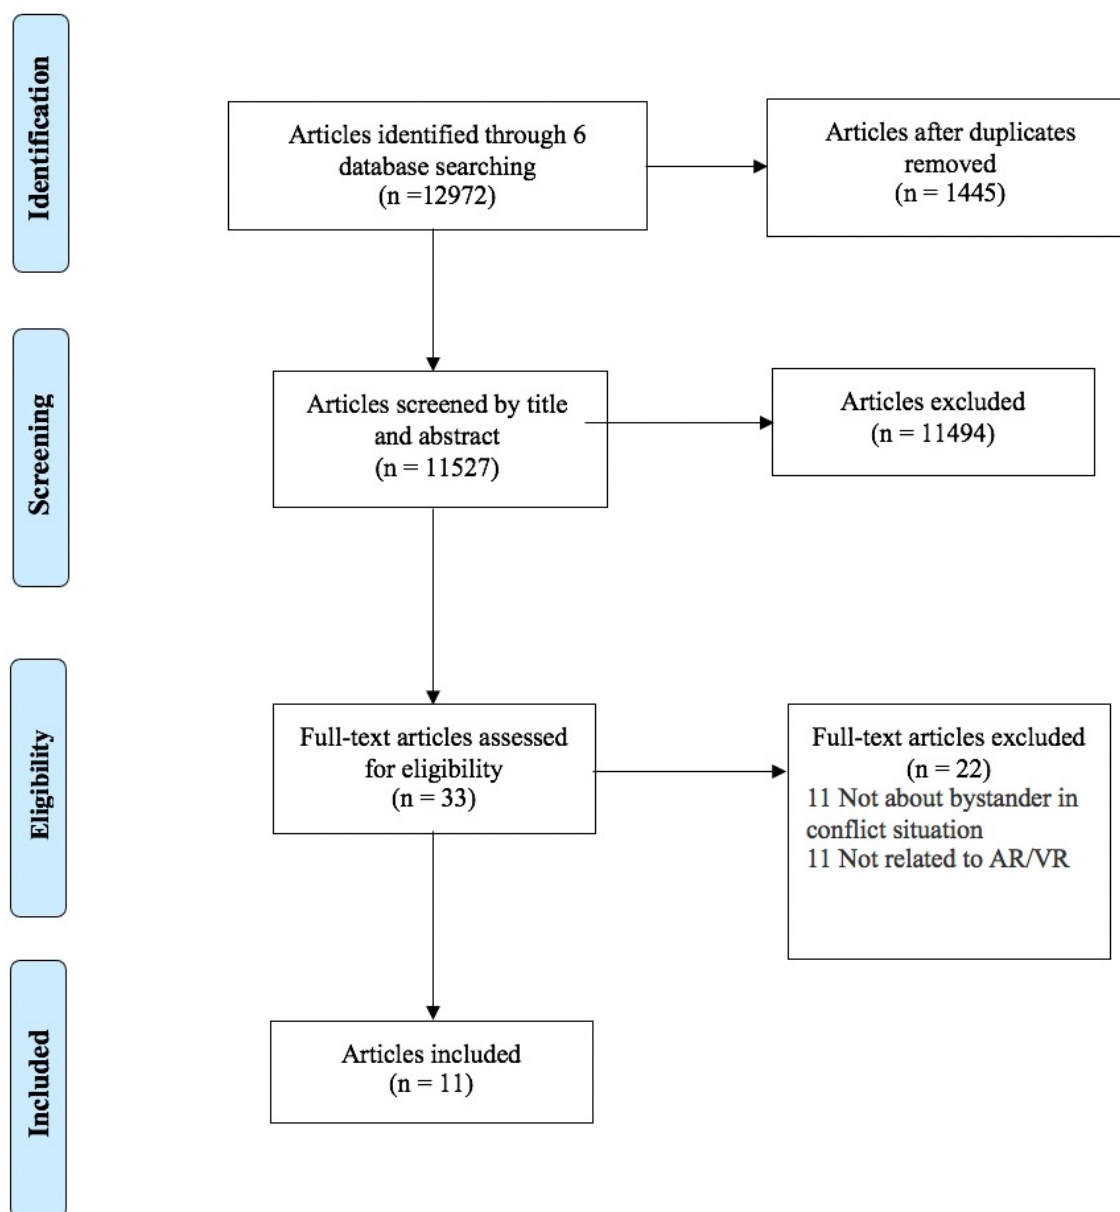 Identification
Articles identified through 6
database searching
(n =12972)
Articles after duplicates
removed
(n = 1445)
Screening
Articles screened by title
and abstract
(n = 11527)
Articles excluded
(n = 11494)
Eligibility
Full-text articles assessed
for eligibility
(n = 33)
Full-text articles excluded
(n = 22)
11 Not about bystander in
conflict situation
11 Not related to AR/VR
Included
Articles included
(n = 11)